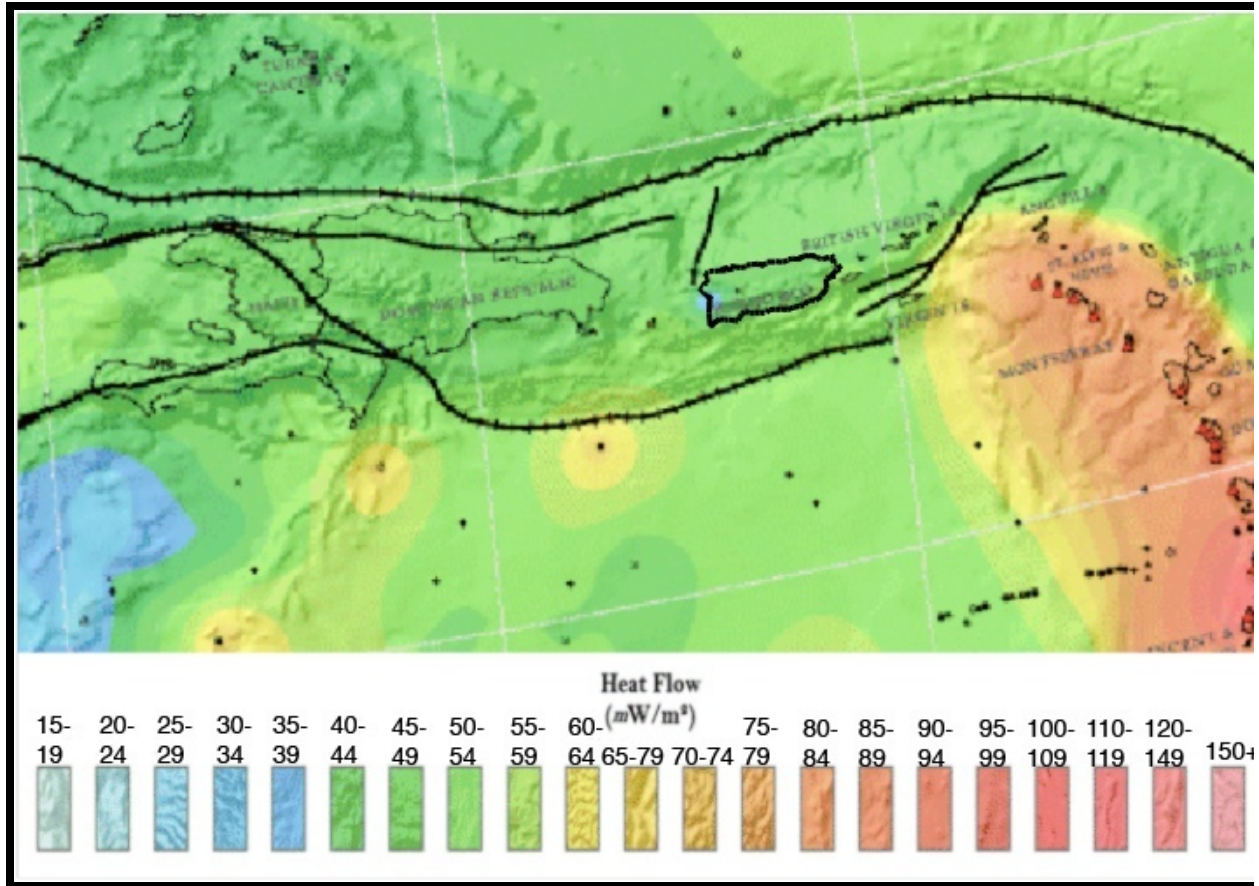 HAITI
DOMINICAN REPUBLIC
BRITISH VIRGIN IS
ANGUILLA
ST. KITTS &
NEVIS
ANTIGUA &
BARBUDA
VIRGIN IS
MONTSERRAT
Heat Flow
(mW/m²)
15-19 20-24 25-29 30-34 35-39 40-44 45-49 50-54 55-59 60-64 65-79 70-74 75-79 80-84 85-89 90-94 95-99 100-109 110-119 120-149 150+